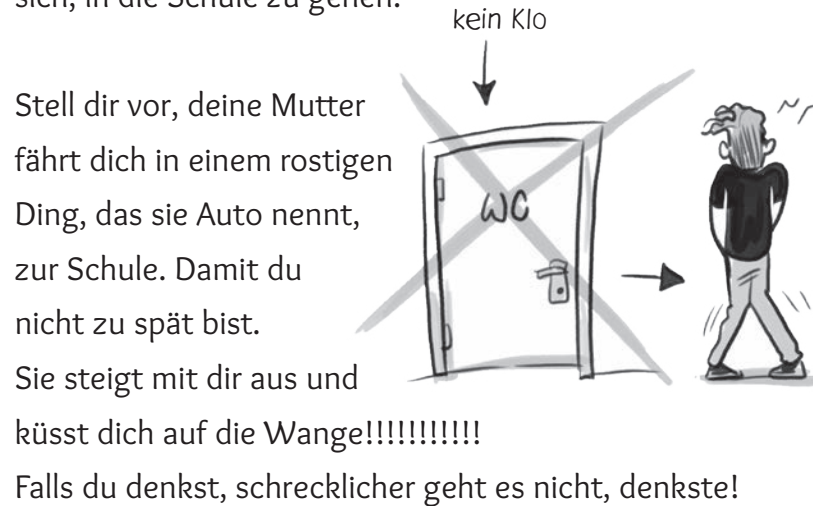 sich, in die Schule zu gehen.
kein Klo
Stell dir vor, deine Mutter
fährt dich in einem rostigen
Ding, das sie Auto nennt,
WC
zur Schule. Damit du
nicht zu spät bist.
Sie steigt mit dir aus und
küsst dich auf die Wange!!!!!!!!!!!
Falls du denkst, schrecklicher geht es nicht, denkste!